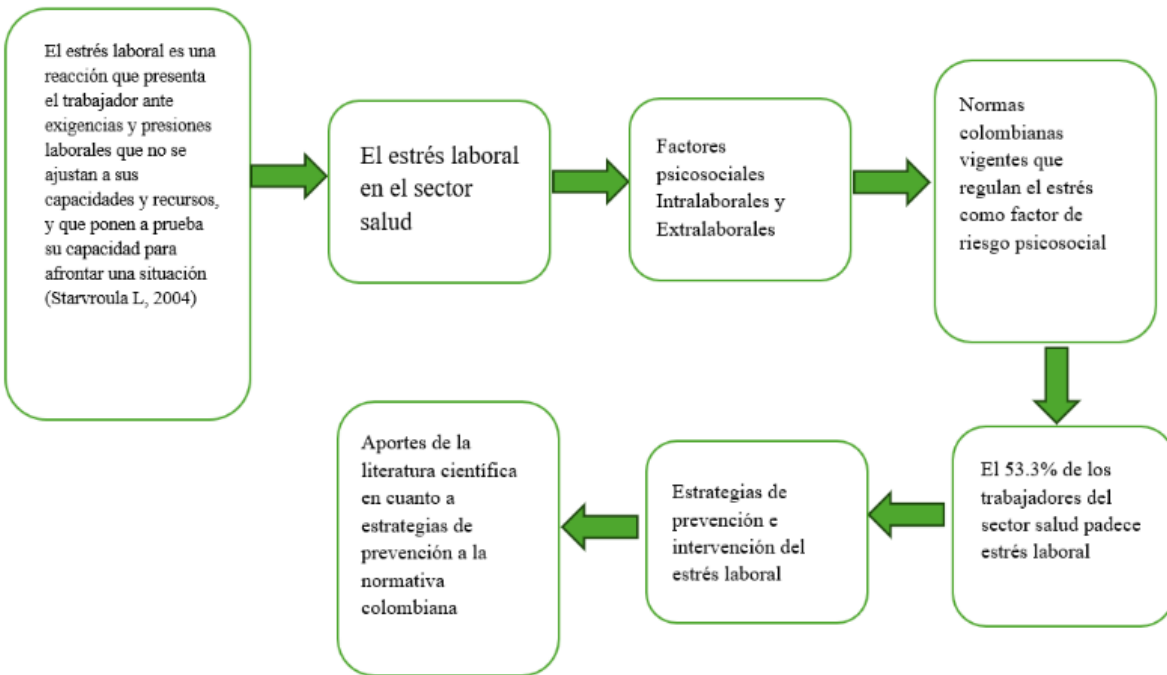 El estrés laboral es una
reacción que presenta
el trabajador ante
exigencias y presiones
laborales que no se
ajustan a sus
capacidades y recursos,
y que ponen a prueba
su capacidad para
afrontar una situación
(Starvroula L, 2004)
El estrés laboral
en el sector
salud
Factores
psicosociales
Intralaborales y
Extralaborales
Normas
colombianas
vigentes que
regulan el estrés
como factor de
riesgo psicosocial
El 53.3% de los
trabajadores del
sector salud padece
estrés laboral
Estrategias de
prevención e
intervención del
estrés laboral
Aportes de la
literatura científica
en cuanto a
estrategias de
prevención a la
normativa
colombiana